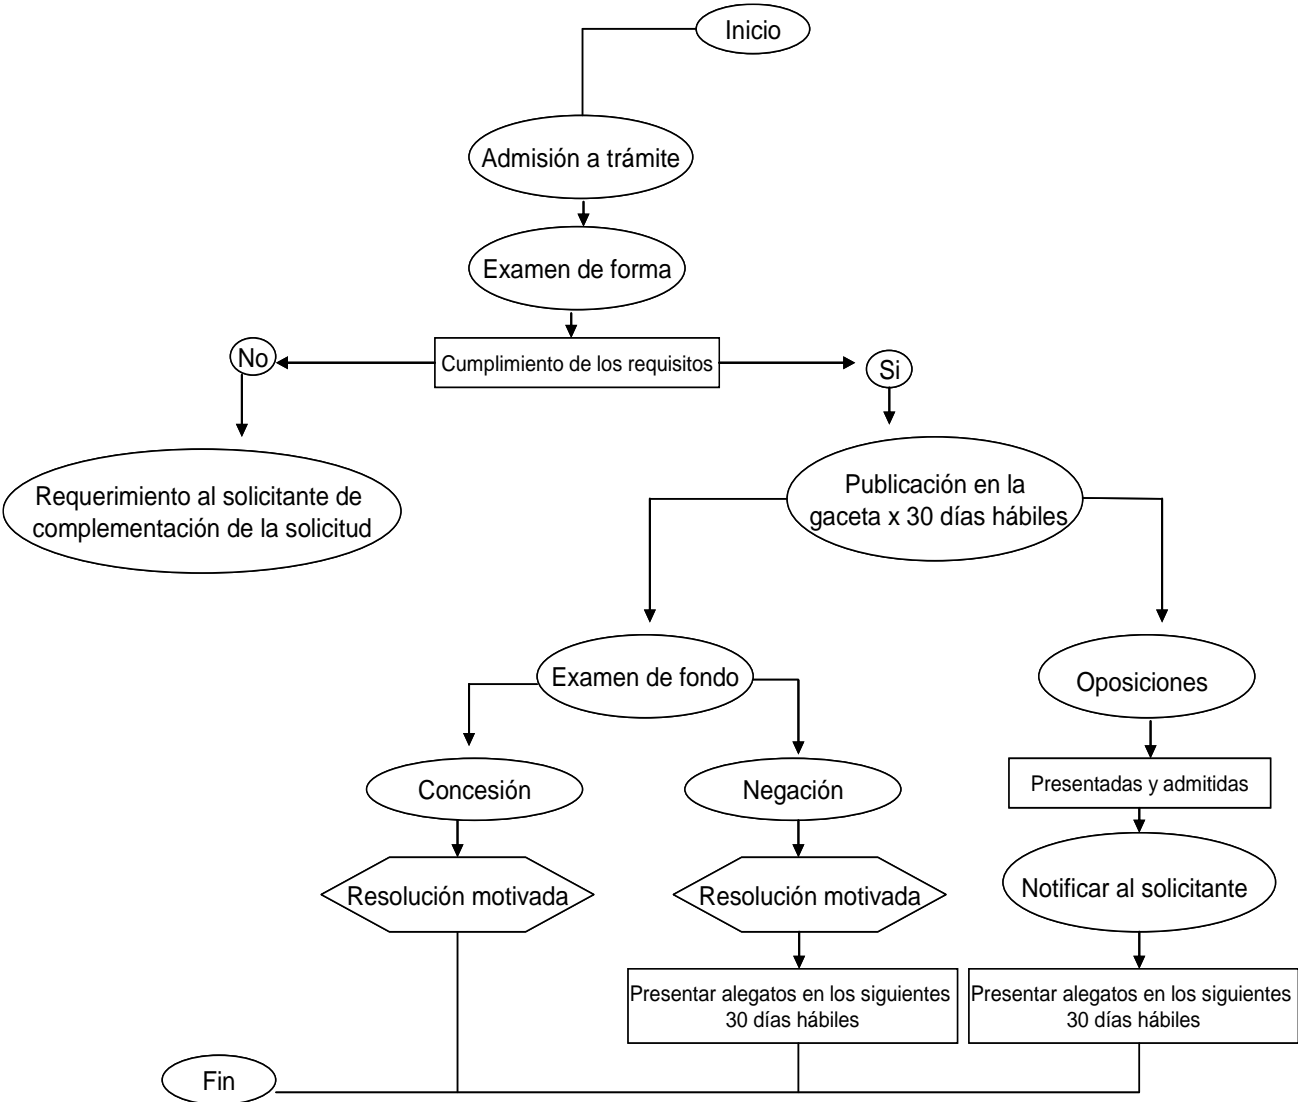 Inicio
Admisión a trámite
Examen de forma
Cumplimiento de los requisitos
No
Si
Requerimiento al solicitante de
complementación de la solicitud
Publicación en la
gaceta x 30 días hábiles
Examen de fondo
Oposiciones
Concesión
Negación
Presentadas y admitidas
Resolución motivada
Resolución motivada
Notificar al solicitante
Presentar alegatos en los siguientes
30 días hábiles
Presentar alegatos en los siguientes
30 días hábiles
Fin